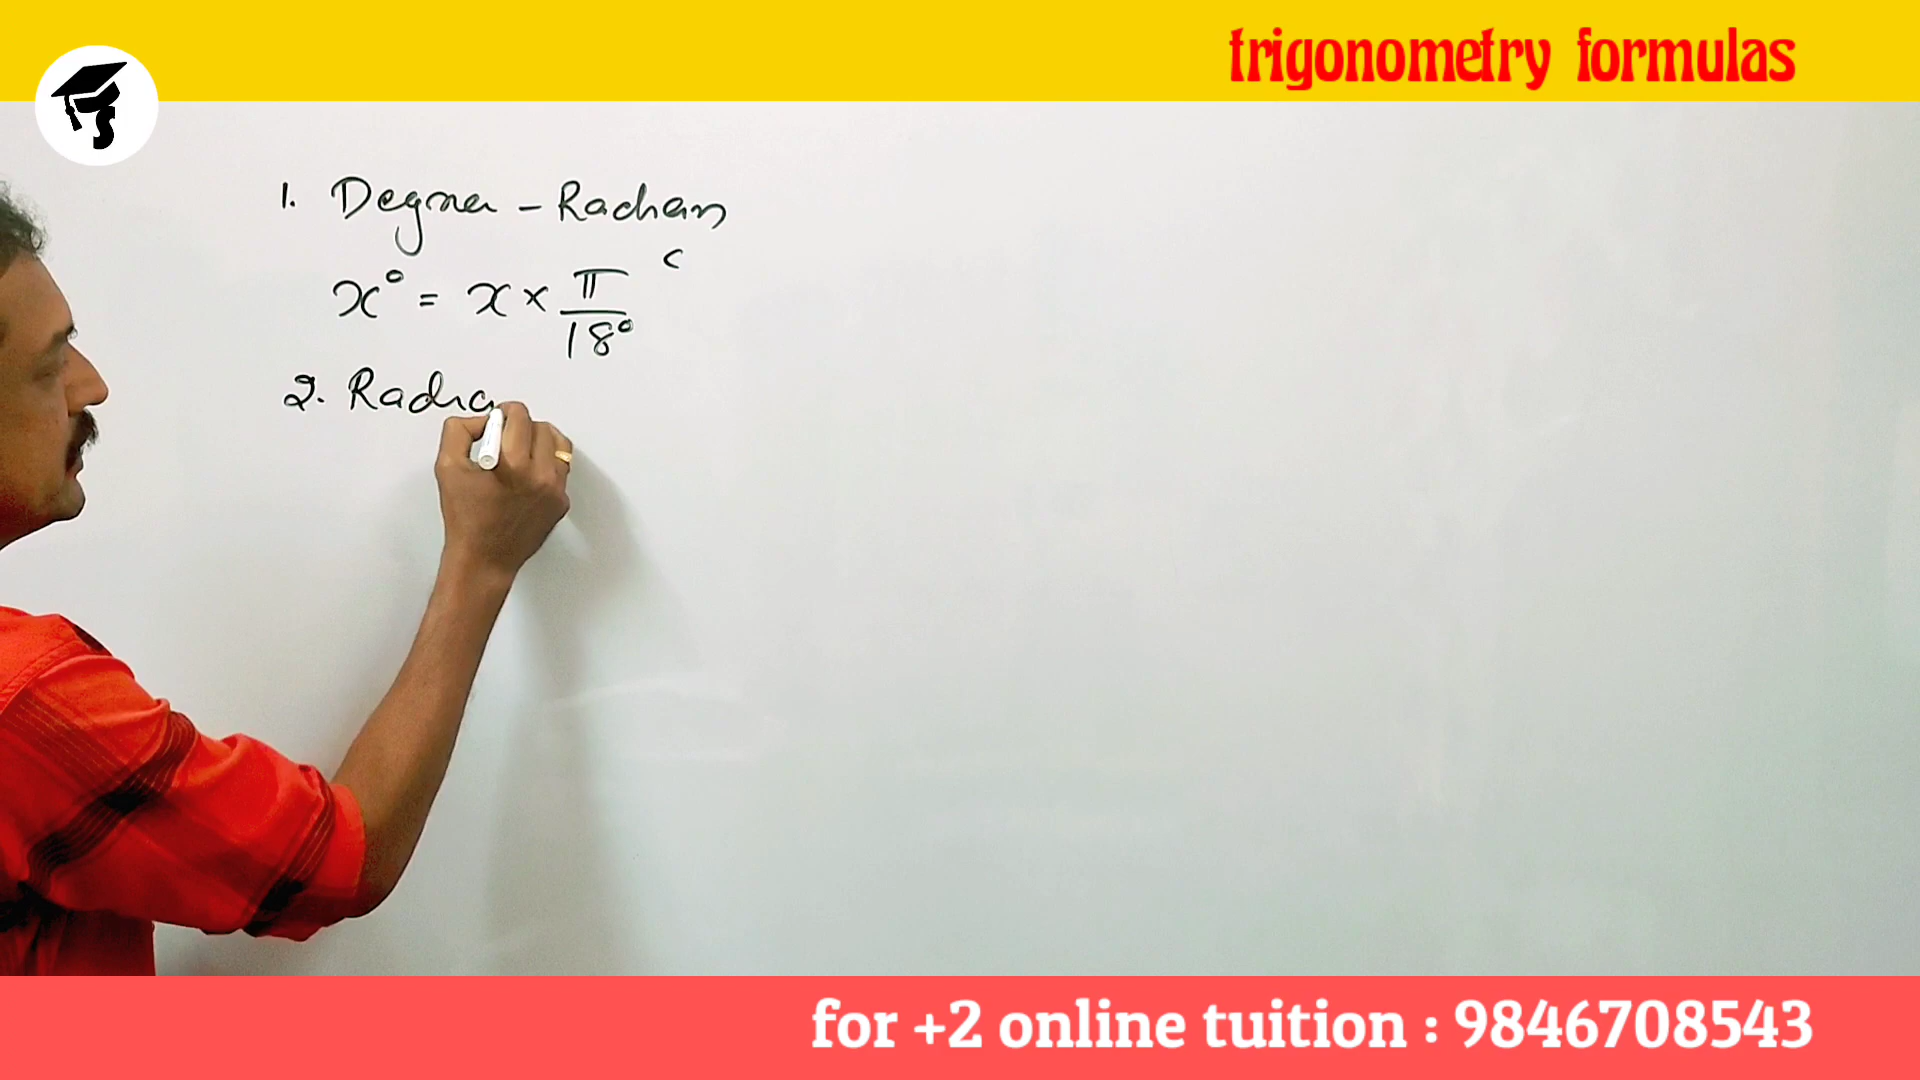 trigonometry formulas
1. Degree - Radian
x° = x × π/180 ᶜ
2. Radia
for +2 online tuition : 9846708543